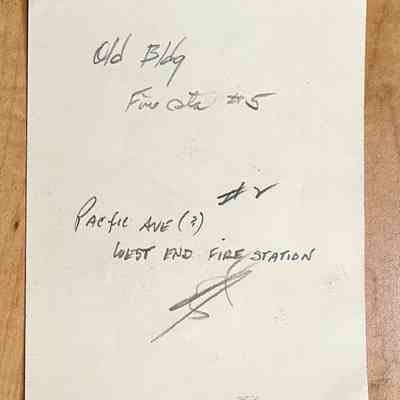 Old Bldg
Fire sta #5
#2
Pacific Ave (?)
West End Fire Station